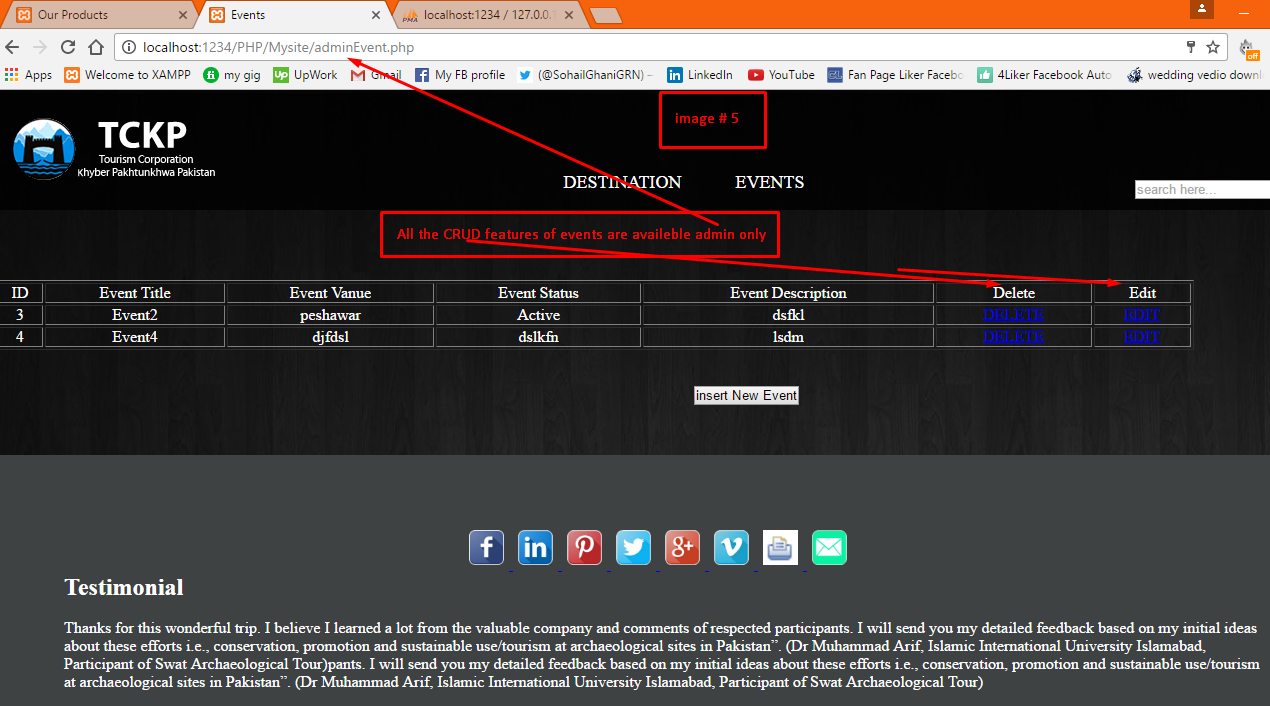 Our Products
Events
localhost:1234 / 127.0.0.1
localhost:1234/PHP/Mysite/adminEvent.php
off
Apps Welcome to XAMPP my gig UpWork Gmail My FB profile (@SohailGhaniGRN) – LinkedIn YouTube Fan Page Liker Facebo 4Liker Facebook Auto wedding vedio downl
image # 5
TCKP
Tourism Corporation
Khyber Pakhtunkhwa Pakistan
DESTINATION EVENTS
search here...
All the CRUD features of events are availeble admin only
ID Event Title Event Vanue Event Status Event Description Delete Edit
3 Event2 peshawar Active dsfkl DELETE EDIT
4 Event4 djfdsl dslkfn lsdm DELETE EDIT
insert New Event
Testimonial
Thanks for this wonderful trip. I believe I learned a lot from the valuable company and comments of respected participants. I will send you my detailed feedback based on my initial ideas
about these efforts i.e., conservation, promotion and sustainable use/tourism at archaeological sites in Pakistan”. (Dr Muhammad Arif, Islamic International University Islamabad,
Participant of Swat Archaeological Tour)pants. I will send you my detailed feedback based on my initial ideas about these efforts i.e., conservation, promotion and sustainable use/tourism
at archaeological sites in Pakistan”. (Dr Muhammad Arif, Islamic International University Islamabad, Participant of Swat Archaeological Tour)